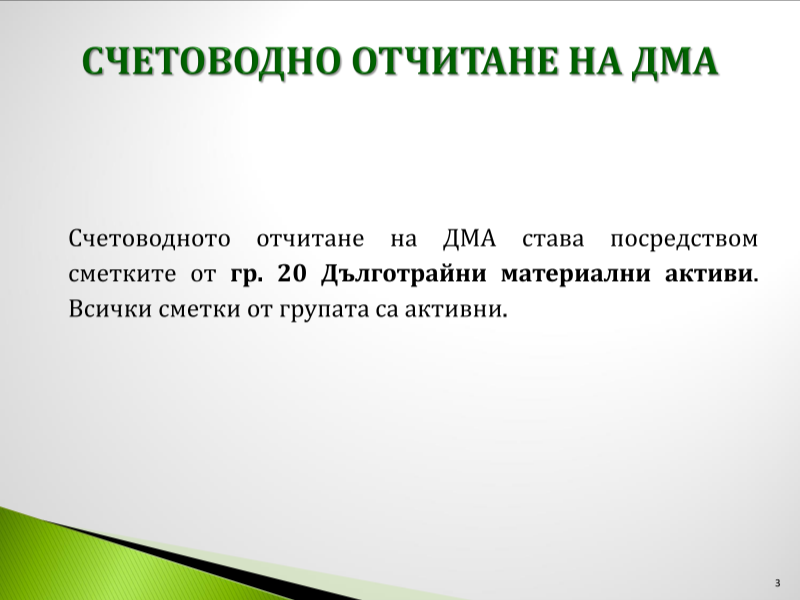 СЧЕТОВОДНО ОТЧИТАНЕ НА ДМА
Счетоводното отчитане на ДМА става посредством
сметките от гр. 20 Дълготрайни материални активи.
Всички сметки от групата са активни.
3